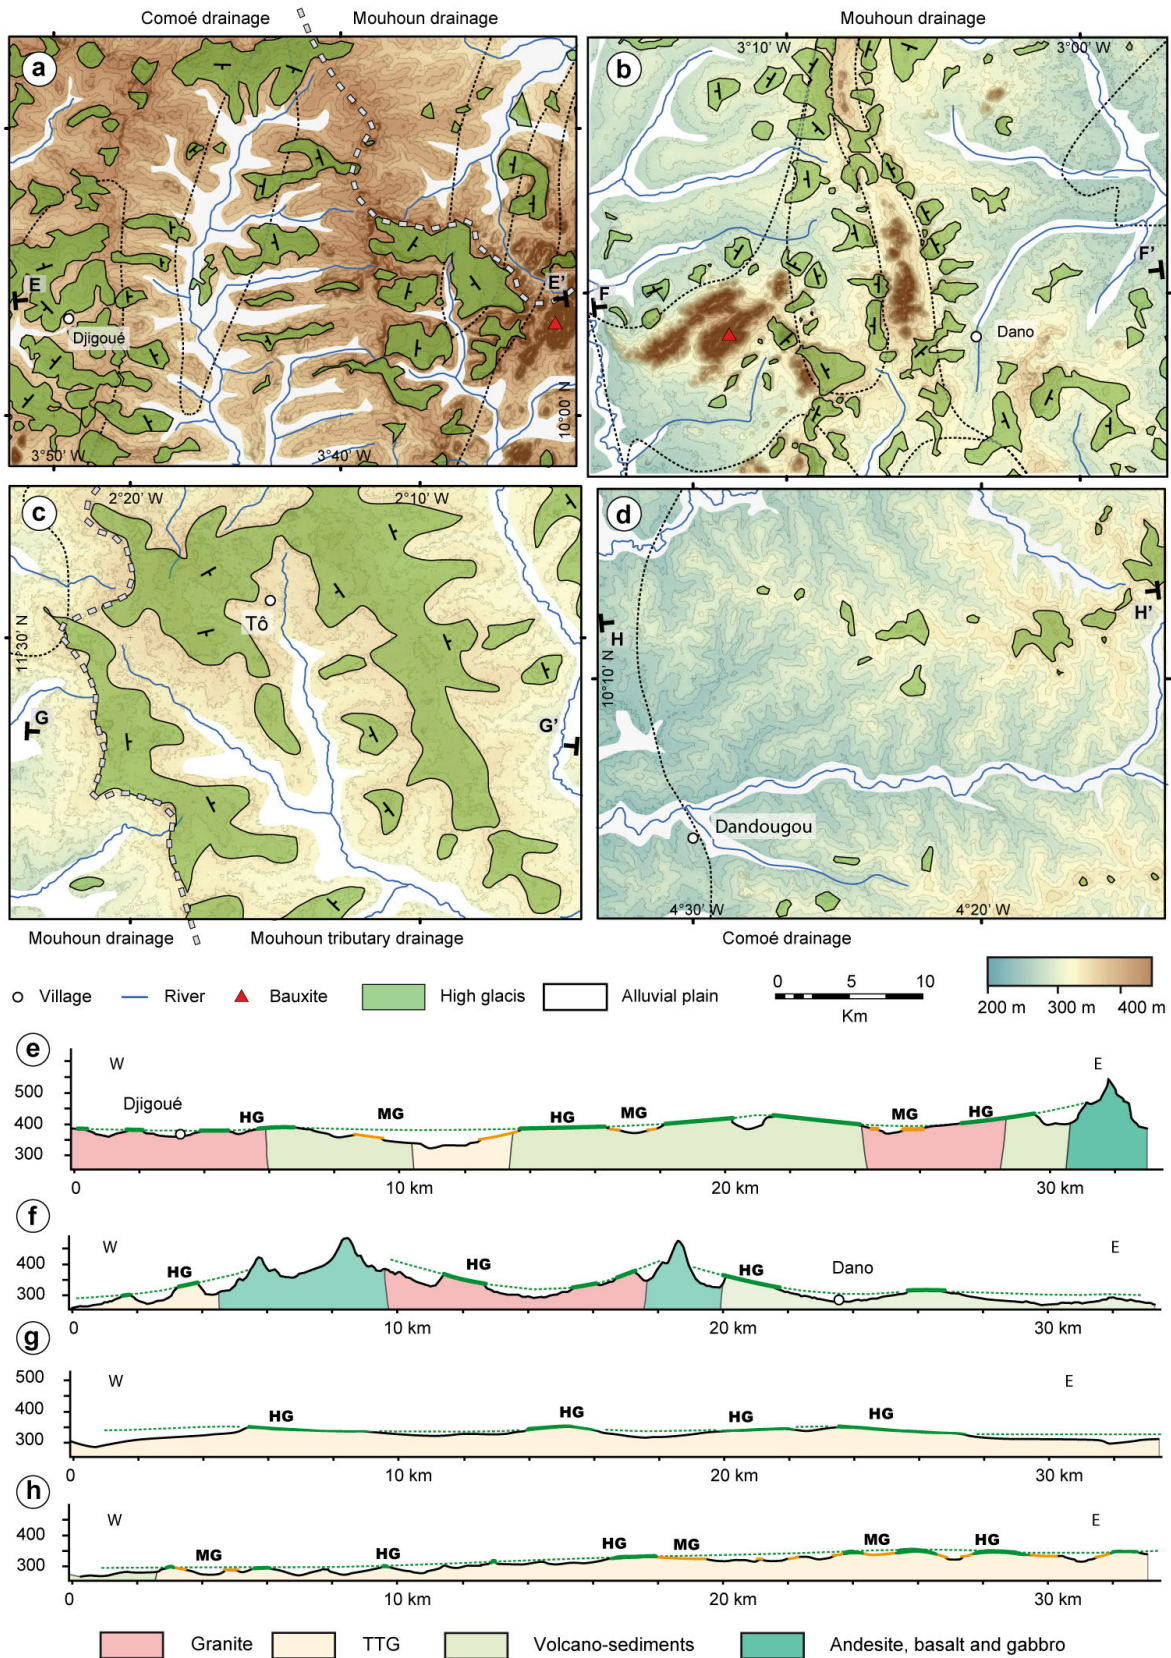 Comoé drainage
Mouhoun drainage
Mouhoun drainage
a
E
Djigoué
E'
10°00' N
3°50' W
3°40' W
b
3°10' W
3°00' W
F
F'
Dano
c
2°20' W
2°10' W
Tô
11°30' N
G
G'
d
H
H'
10°10' N
Dandougou
4°30' W
4°20' W
Mouhoun drainage
Mouhoun tributary drainage
Comoé drainage
Village
River
Bauxite
High glacis
Alluvial plain
0 5 10
Km
200 m 300 m 400 m
e
W E
Djigoué HG MG HG MG MG HG
500
400
300
0 10 km 20 km 30 km
f
W E
HG HG HG Dano
400
300
0 10 km 20 km 30 km
g
W E
500
400
300
HG HG HG HG
0 10 km 20 km 30 km
h
W E
400
300
MG HG HG MG MG HG
0 10 km 20 km 30 km
Granite
TTG
Volcano-sediments
Andesite, basalt and gabbro